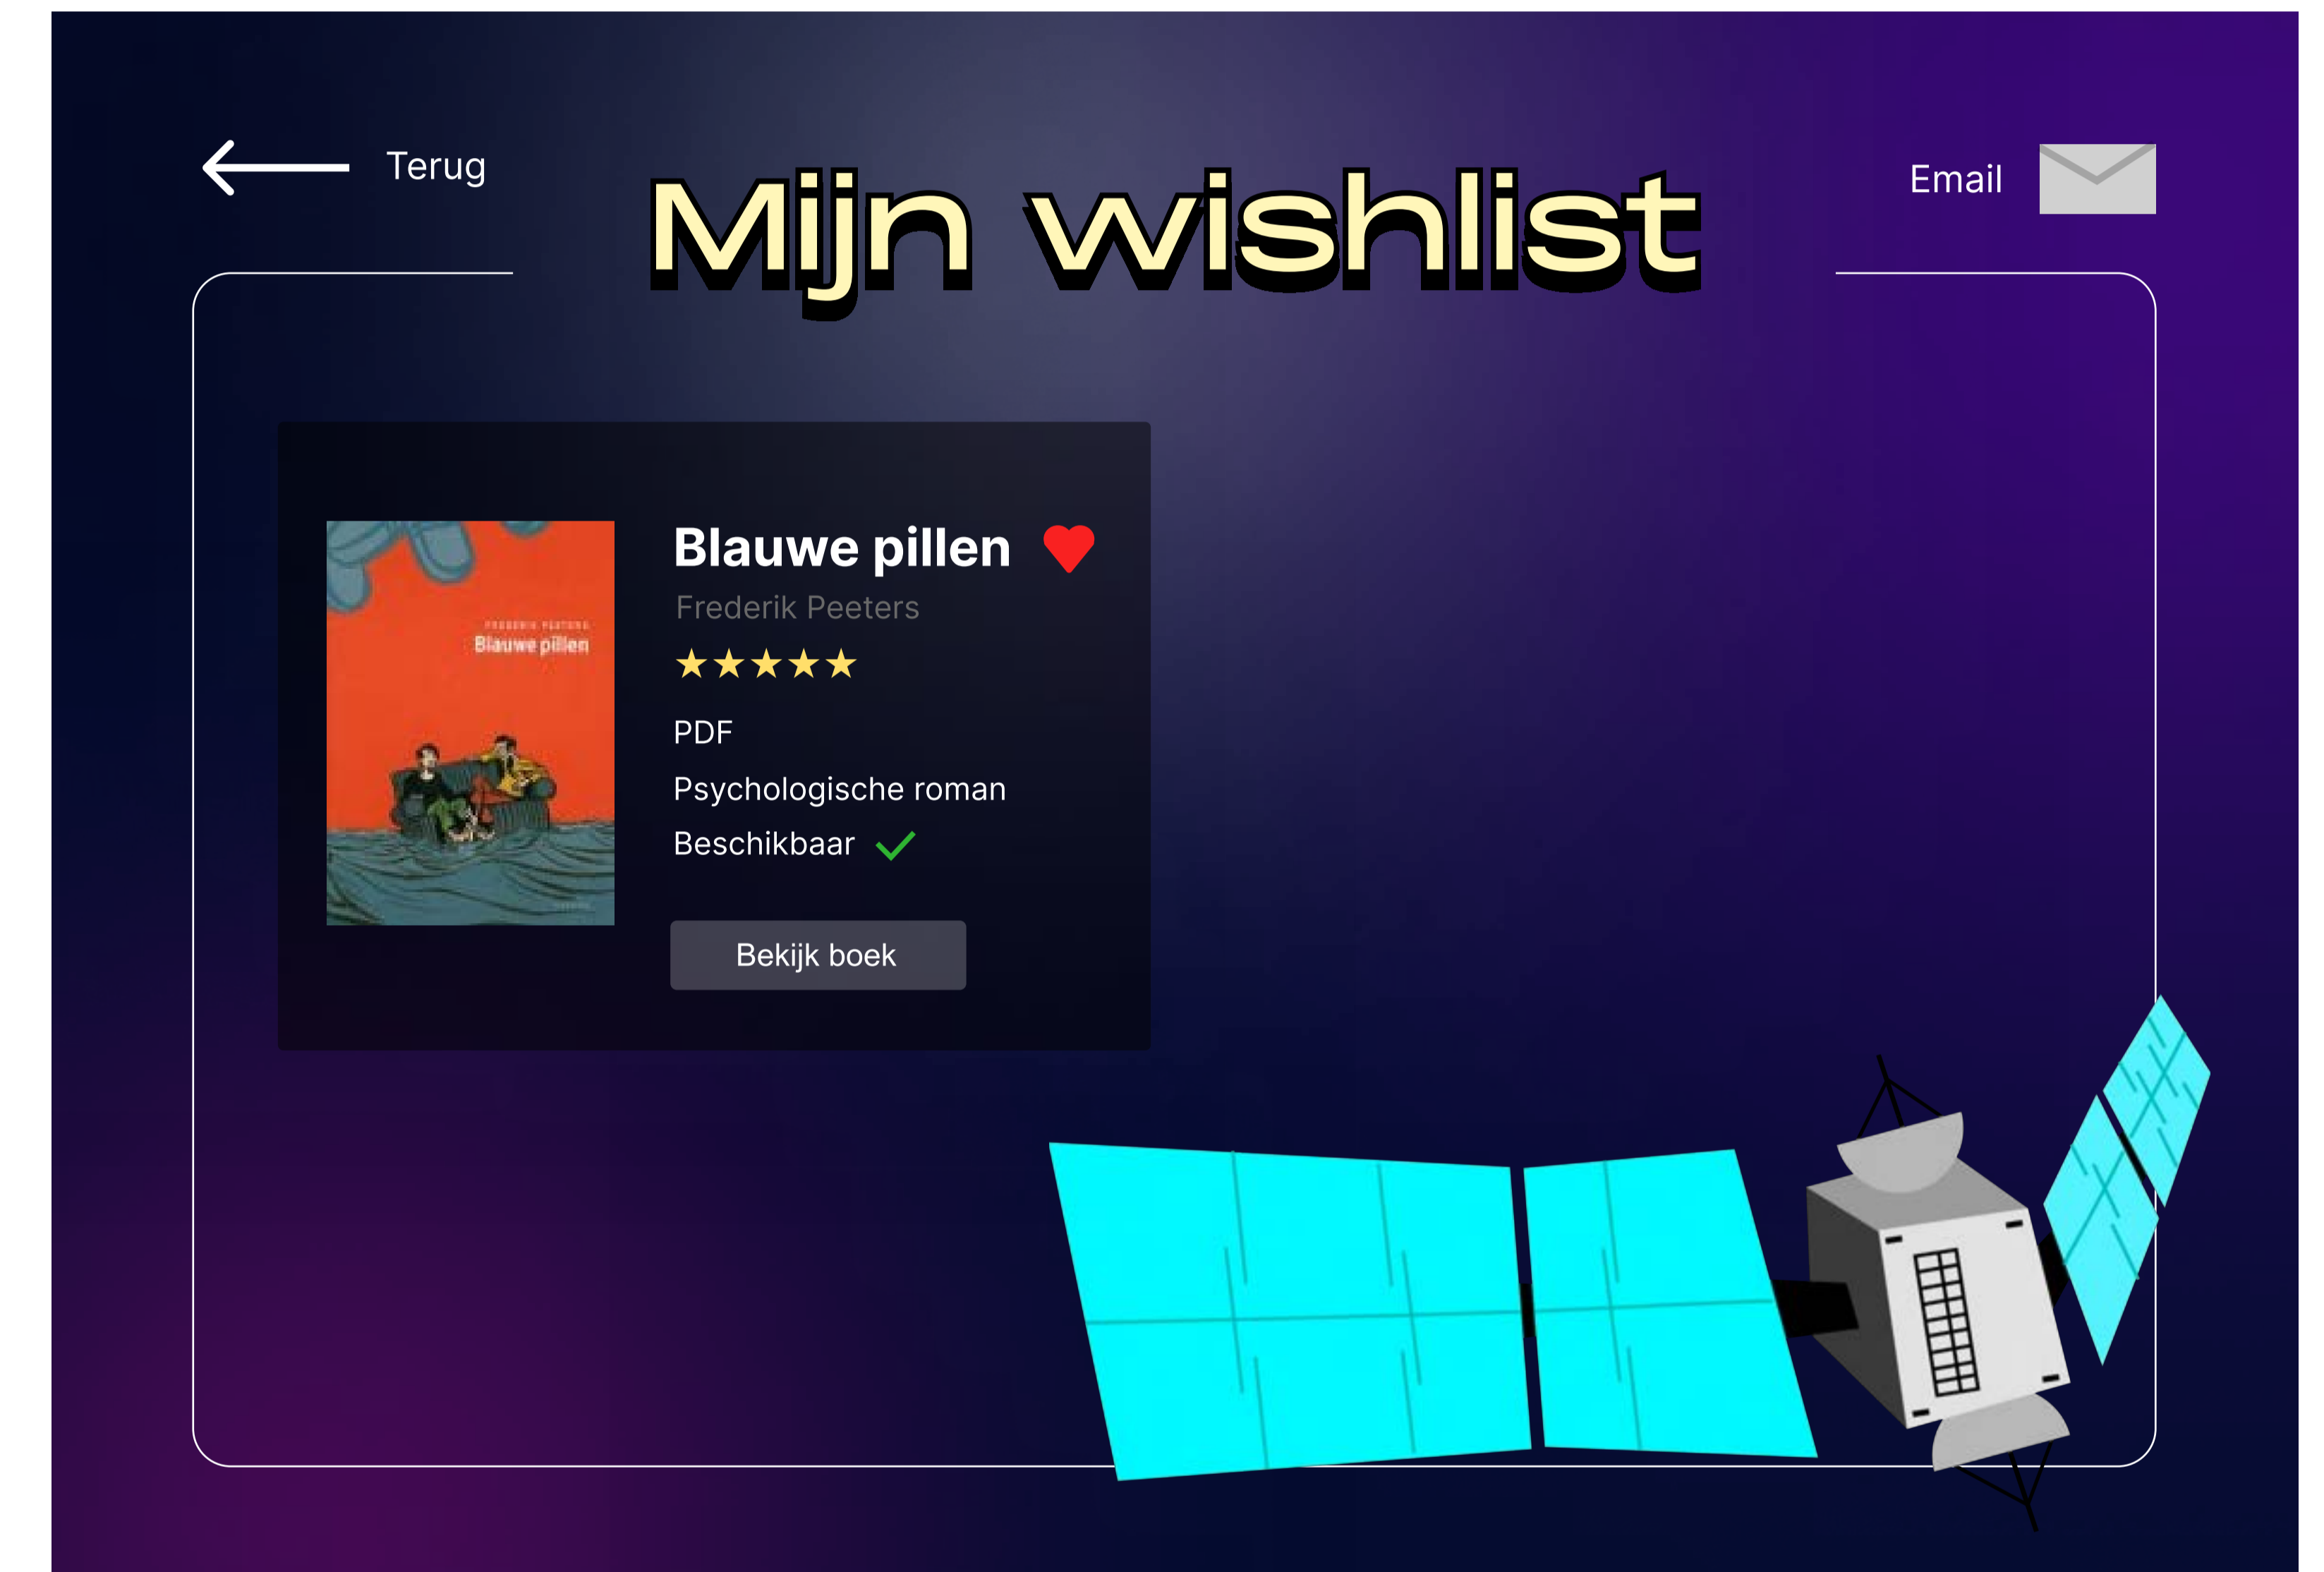 Terug
Mijn wishlist
Email
FREDERIK PEETERS
Blauwe pillen
Blauwe pillen
Frederik Peeters
PDF
Psychologische roman
Beschikbaar
Bekijk boek